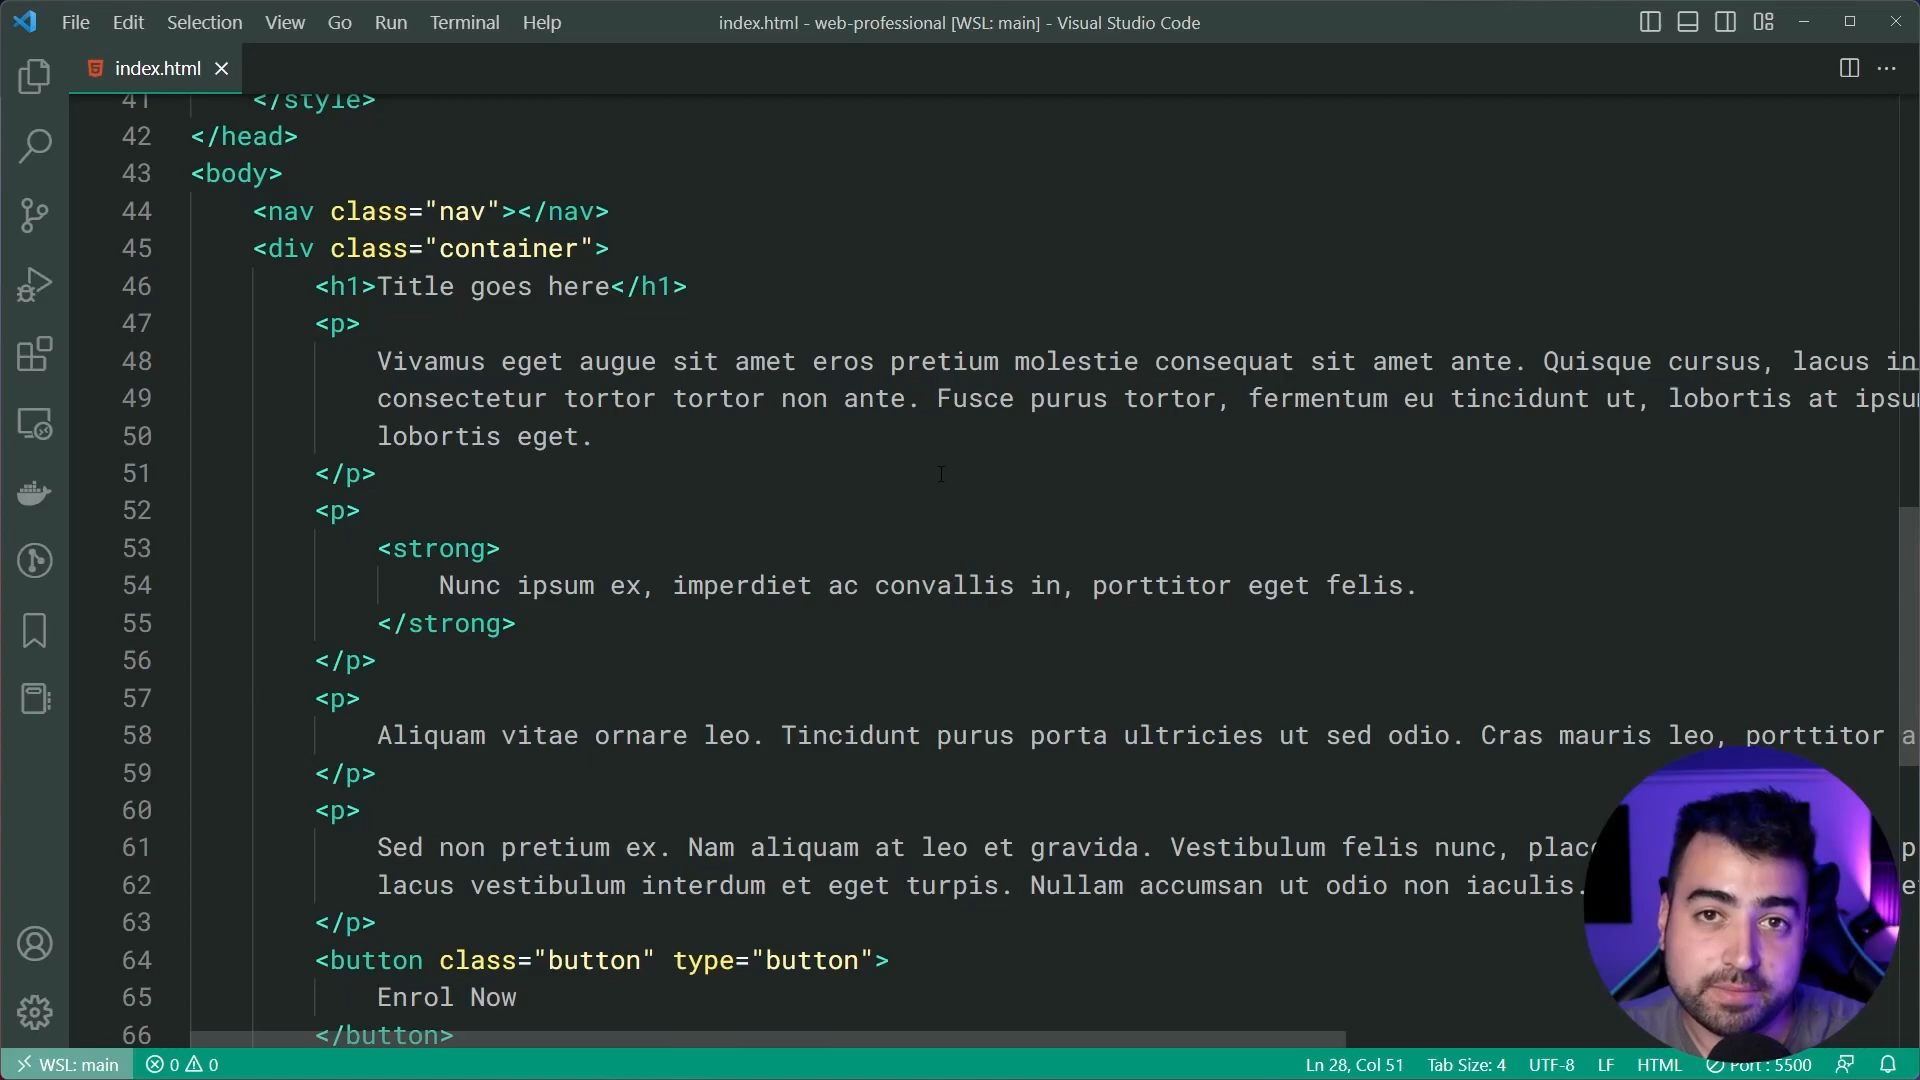 File Edit Selection View Go Run Terminal Help
index.html - web-professional [WSL: main] - Visual Studio Code
index.html
41 </style>
42 </head>
43 <body>
44 <nav class="nav"></nav>
45 <div class="container">
46 <h1>Title goes here</h1>
47 <p>
48 Vivamus eget augue sit amet eros pretium molestie consequat sit amet ante. Quisque cursus, lacus in
49 consectetur tortor tortor non ante. Fusce purus tortor, fermentum eu tincidunt ut, lobortis at
50 lobortis eget.
51 </p>
52 <p>
53 <strong>
54 Nunc ipsum ex, imperdiet ac convallis in, porttitor eget felis.
55 </strong>
56 </p>
57 <p>
58 Aliquam vitae ornare leo. Tincidunt purus porta ultricies ut sed odio. Cras mauris leo, porttitor a
59 </p>
60 <p>
61 Sed non pretium ex. Nam aliquam at leo et gravida. Vestibulum felis nunc,
62 lacus vestibulum interdum et eget turpis. Nullam accumsan ut odio non iaculis.
63 </p>
64 <button class="button" type="button">
65 Enrol Now
66 </button>
WSL: main 0 0 Ln 28, Col 51 Tab Size: 4 UTF-8 LF HTML Port : 5500